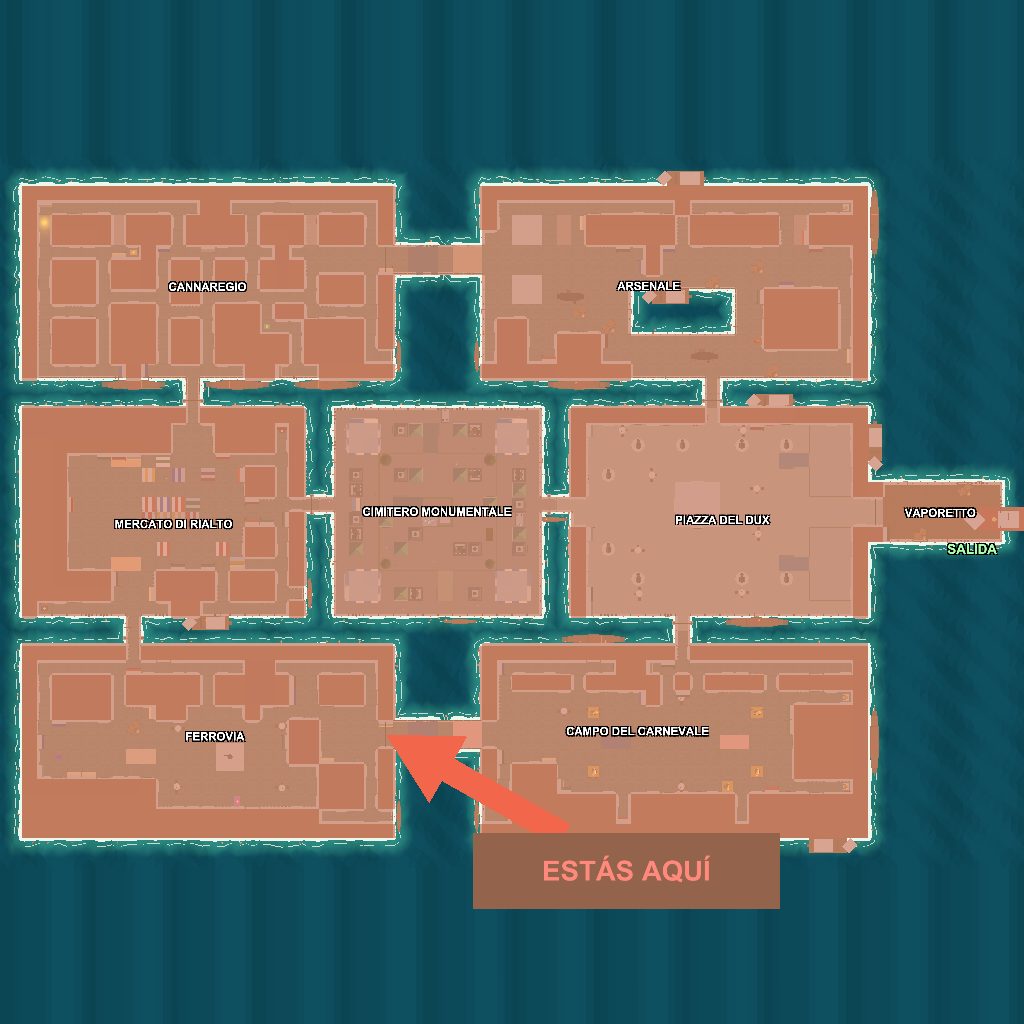 CANNAREGIO
ARSENALE
MERCATO DI RIALTO
CIMITERO MONUMENTALE
PIAZZA DEL DUX
VAPORETTO
SALIDA
FERROVIA
CAMPO DEL CARNEVALE
ESTÁS AQUÍ